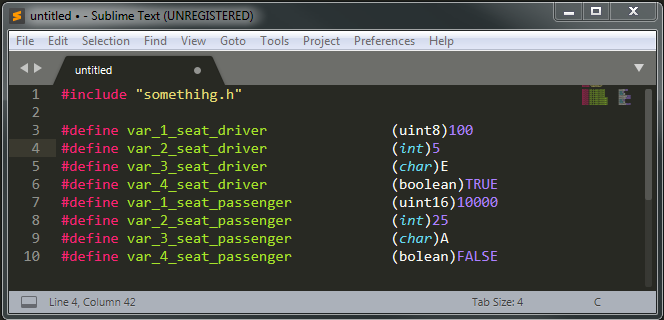 untitled • - Sublime Text (UNREGISTERED)
File Edit Selection Find View Goto Tools Project Preferences Help
untitled
1 #include "somethihg.h"
2
3 #define var_1_seat_driver (uint8)100
4 #define var_2_seat_driver (int)5
5 #define var_3_seat_driver (char)E
6 #define var_4_seat_driver (boolean)TRUE
7 #define var_1_seat_passenger (uint16)10000
8 #define var_2_seat_passenger (int)25
9 #define var_3_seat_passenger (char)A
10 #define var_4_seat_passenger (bolean)FALSE
Line 4, Column 42 Tab Size: 4 C